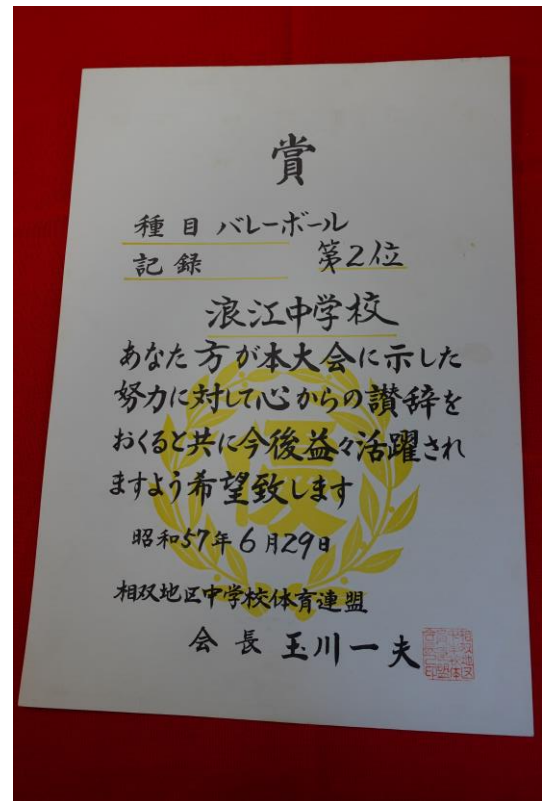 賞
種目 バレーボール
記録 第2位
浪江中学校
あなた方が本大会に示した
努力に対して心からの讃辞を
おくると共に今後益々活躍され
ますよう希望致します
優
昭和57年6月29日
相双地区中学校体育連盟
会長 玉川一夫